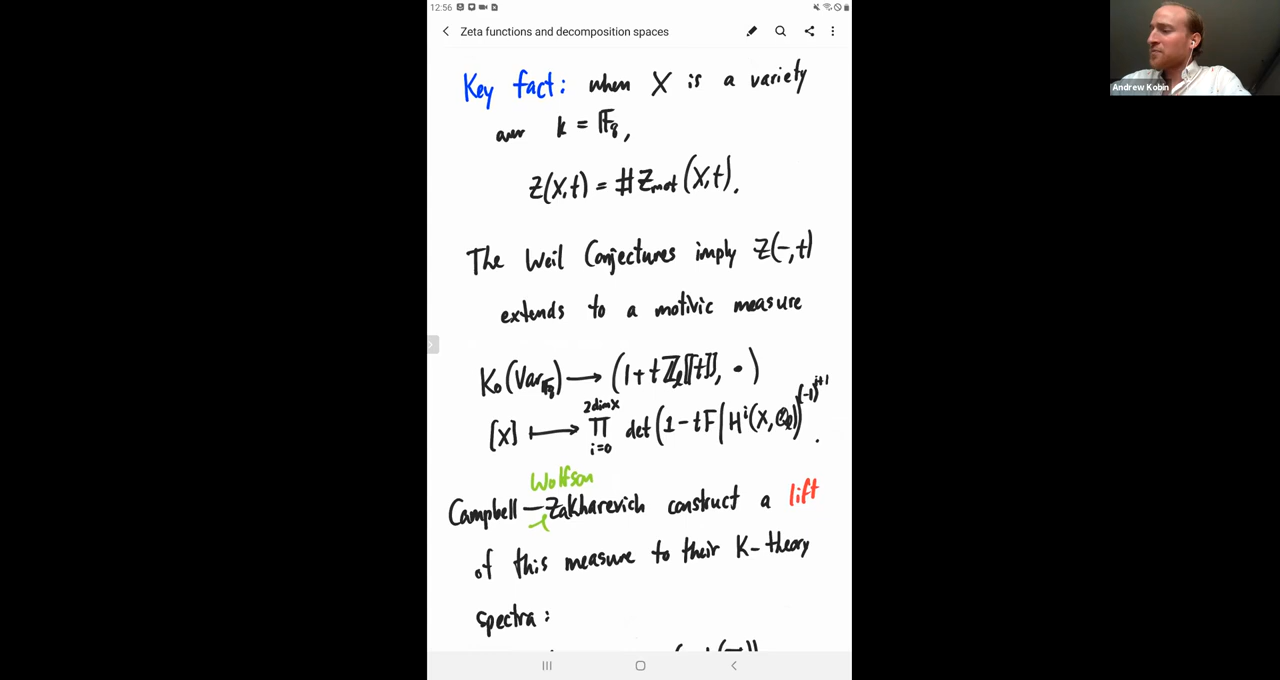 12:56
Zeta functions and decomposition spaces
Key fact: when X is a variety
over k = 𝔽q,
Z(X,t) = #Zmot(X,t).
The Weil Conjectures imply Z(-,t)
extends to a motivic measure
K₀(Var𝔽q) ⟶ (1+tℤℓ[[t]], •)
[X] ⟼ ∏_{i=0}^{2dimX} det(1-tF|Hⁱ(X,ℚℓ))^{(-1)^{i+1}}.
Wolfson
Campbell – Zakharevich construct a lift
of this measure to their K-theory
spectra:
Andrew Kobin